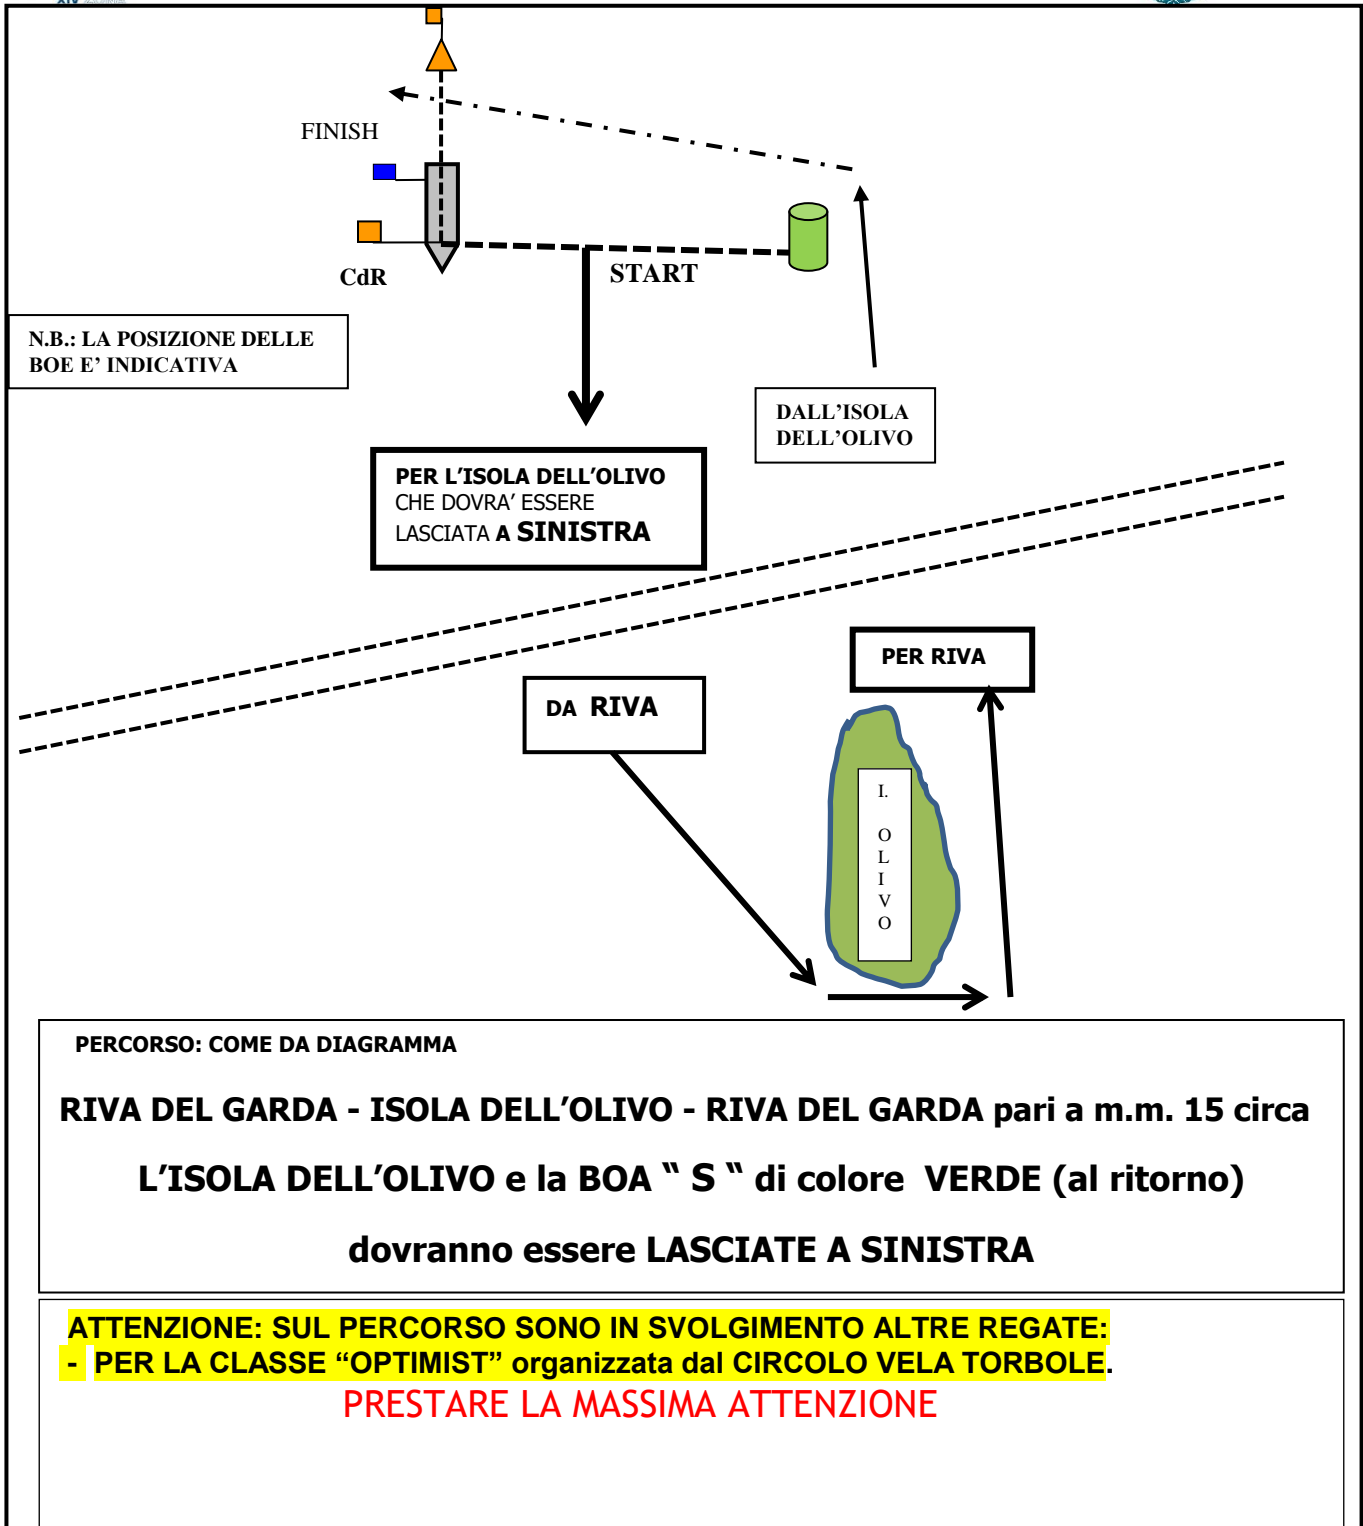 FINISH
CdR
START
N.B.: LA POSIZIONE DELLE
BOE E’ INDICATIVA
DALL’ISOLA
DELL’OLIVO
PER L’ISOLA DELL’OLIVO
CHE DOVRA’ ESSERE
LASCIATA A SINISTRA
PER RIVA
DA RIVA
I.
O
L
I
V
O
PERCORSO: COME DA DIAGRAMMA
RIVA DEL GARDA - ISOLA DELL’OLIVO - RIVA DEL GARDA pari a m.m. 15 circa
L’ISOLA DELL’OLIVO e la BOA “ S “ di colore VERDE (al ritorno)
dovranno essere LASCIATE A SINISTRA
ATTENZIONE: SUL PERCORSO SONO IN SVOLGIMENTO ALTRE REGATE:
- PER LA CLASSE “OPTIMIST” organizzata dal CIRCOLO VELA TORBOLE.
PRESTARE LA MASSIMA ATTENZIONE